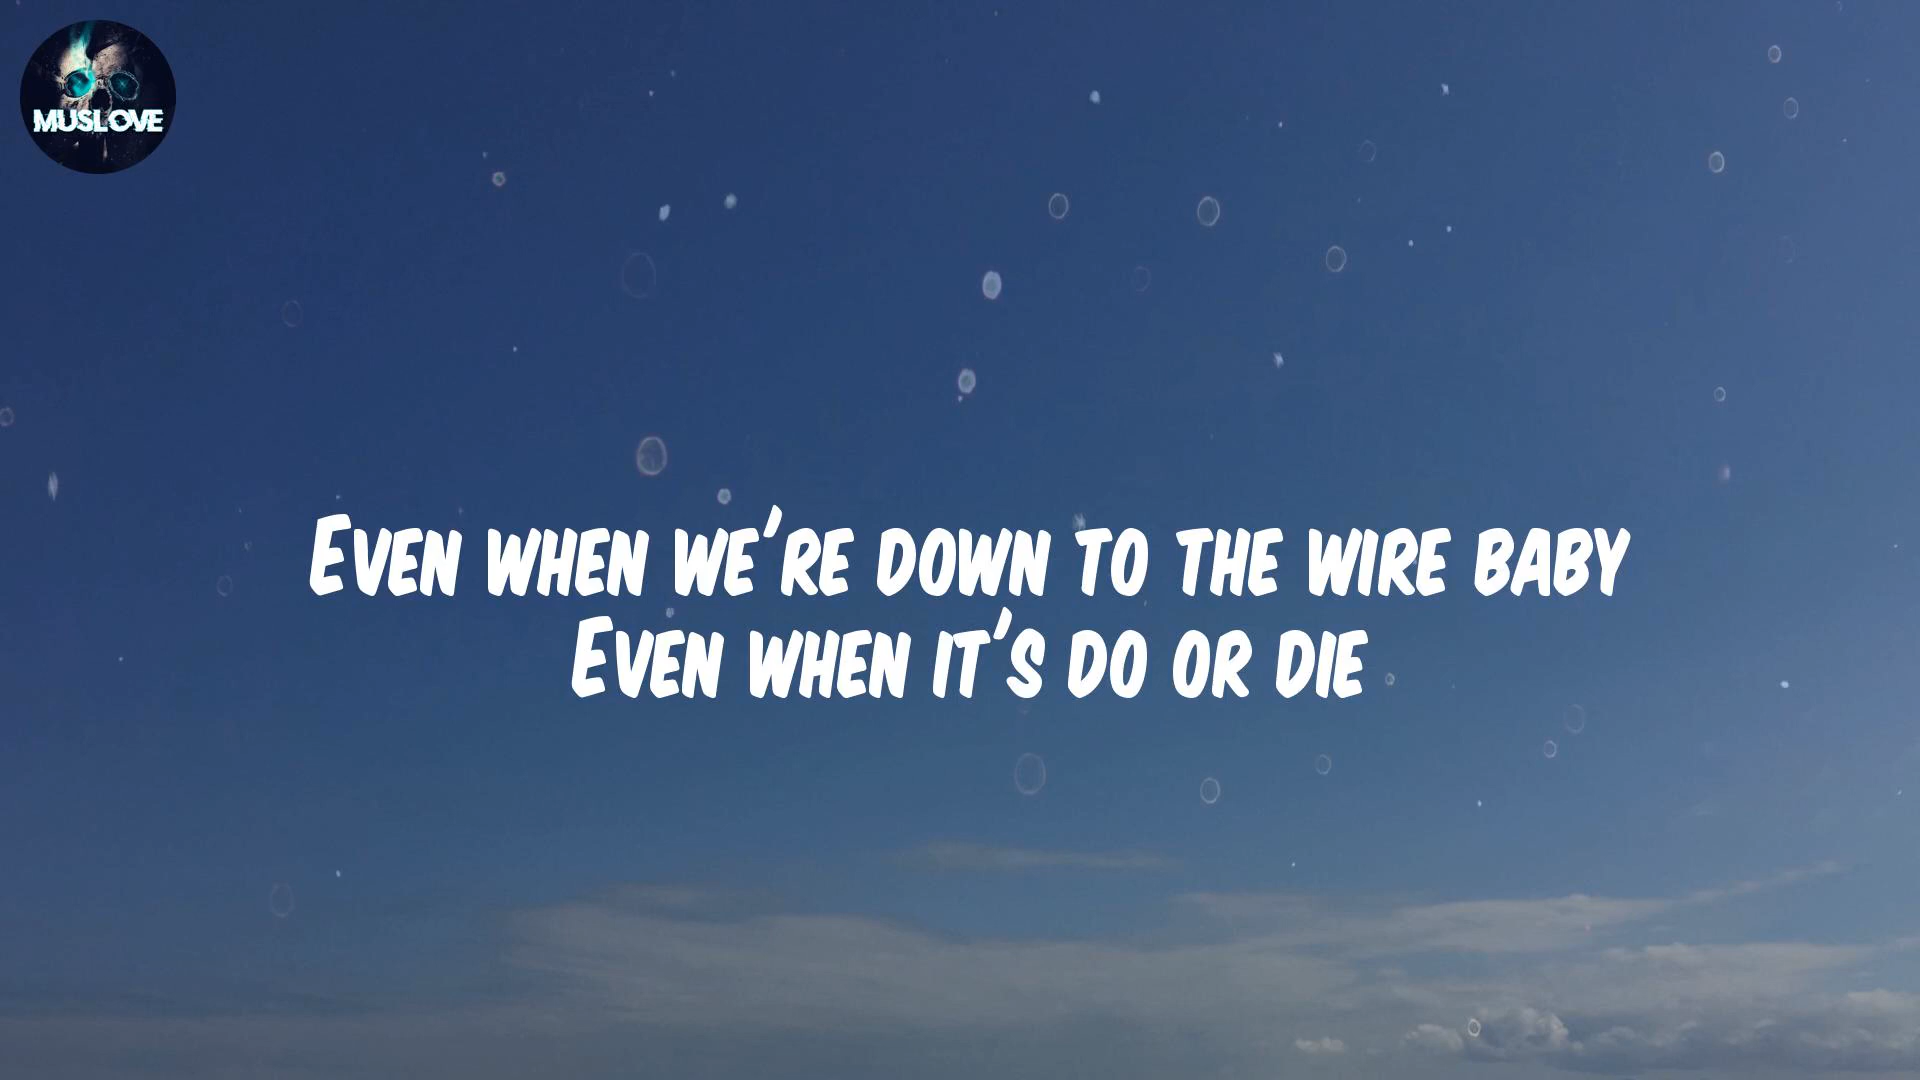 MUSLOVE
Even when we're down to the wire baby
Even when it's do or die